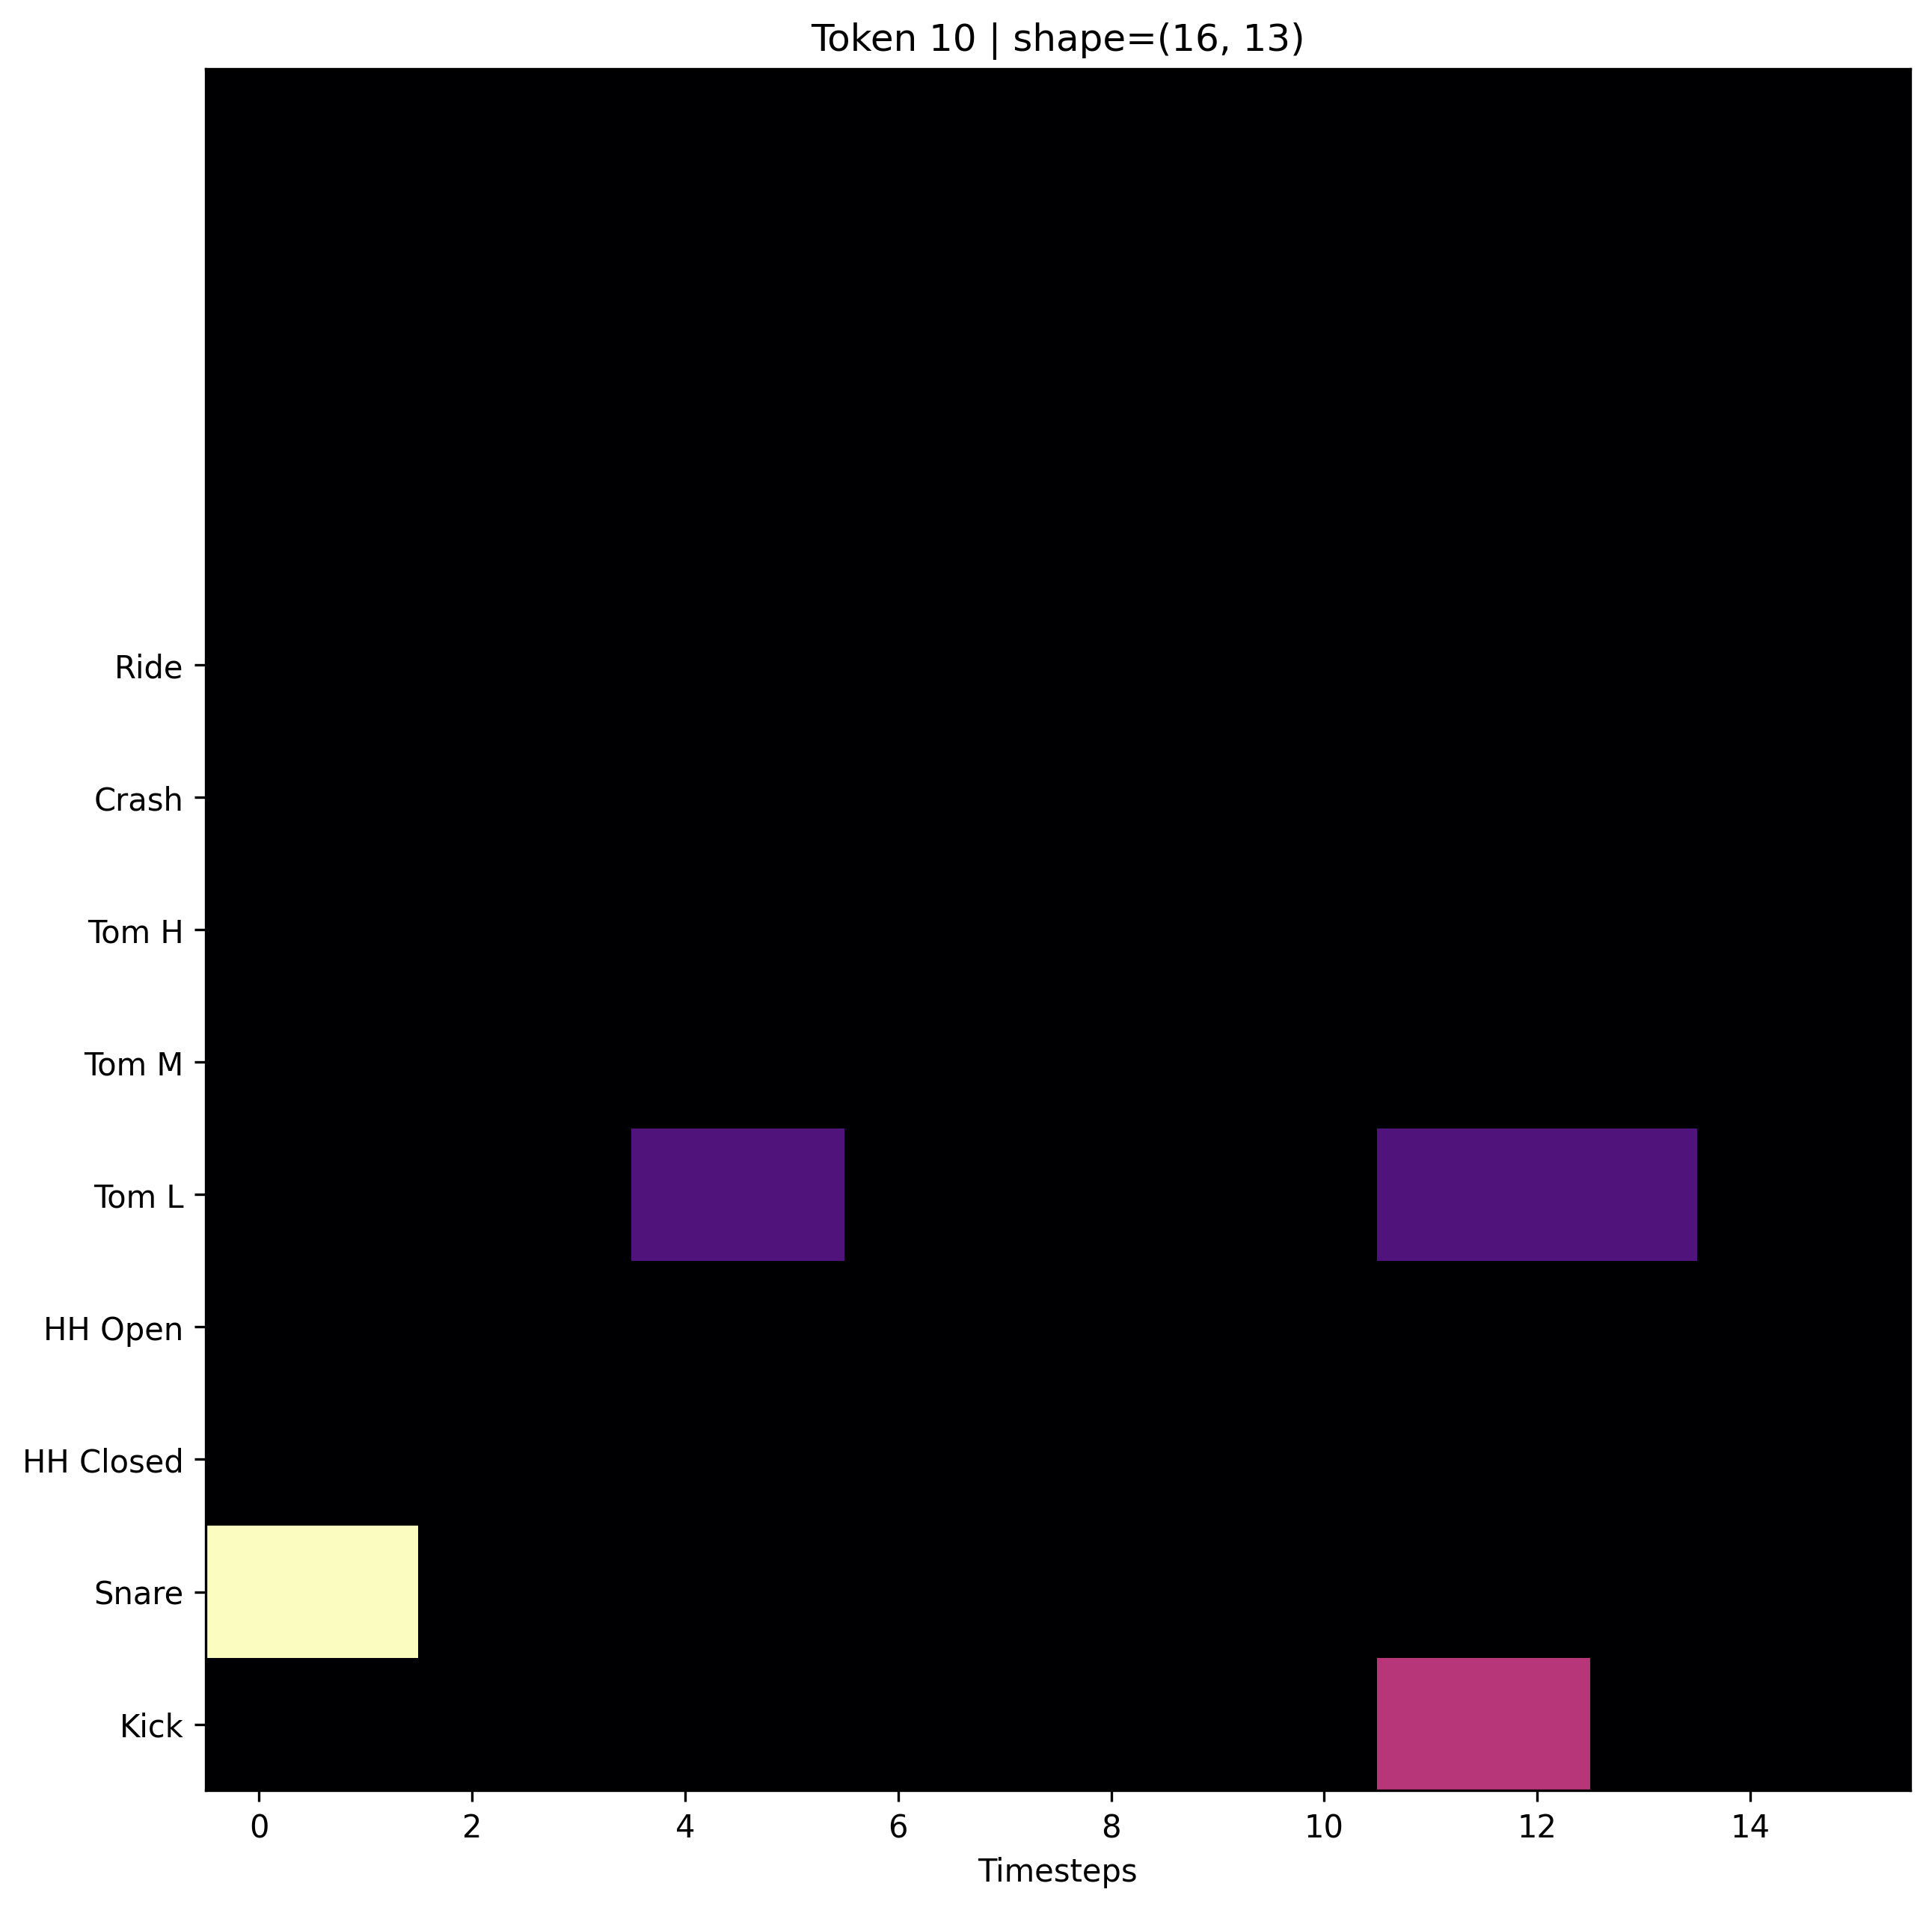 Token 10 | shape=(16, 13)
Ride
Crash
Tom H
Tom M
Tom L
HH Open
HH Closed
Snare
Kick
0 2 4 6 8 10 12 14
Timesteps